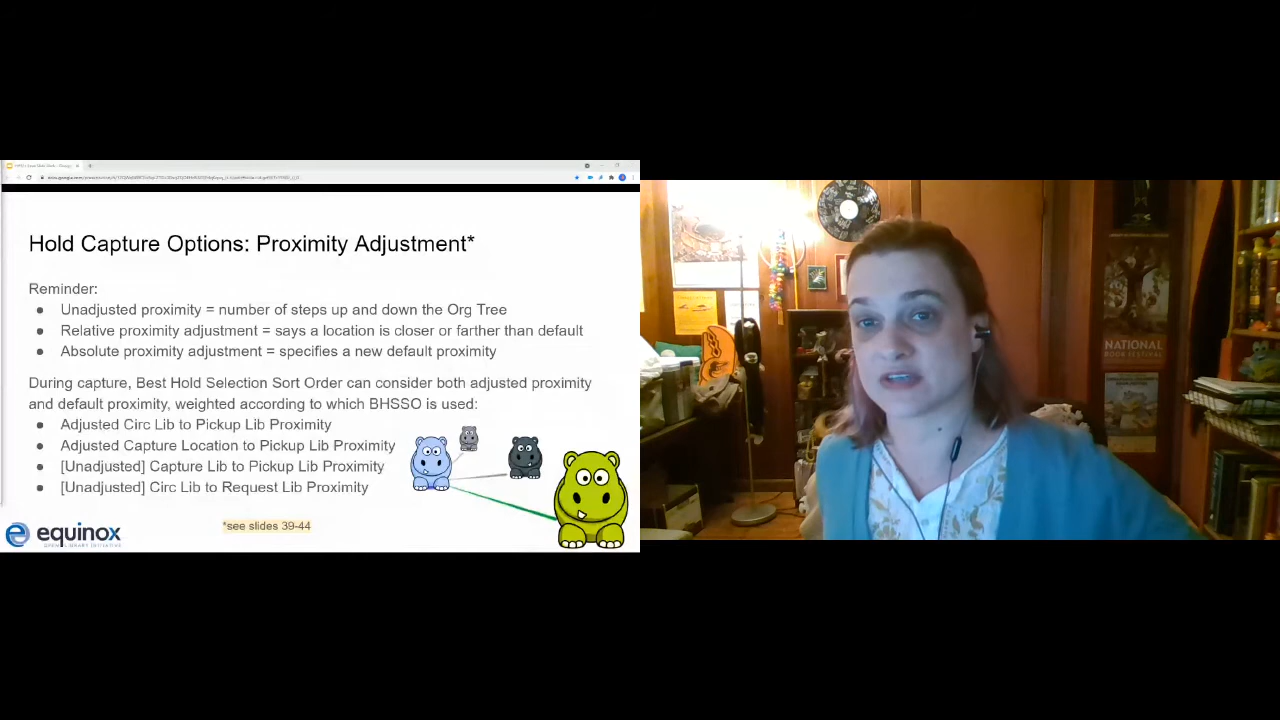 Hold Capture Options: Proximity Adjustment*
Reminder:
● Unadjusted proximity = number of steps up and down the Org Tree
● Relative proximity adjustment = says a location is closer or farther than default
● Absolute proximity adjustment = specifies a new default proximity
During capture, Best Hold Selection Sort Order can consider both adjusted proximity
and default proximity, weighted according to which BHSSO is used:
● Adjusted Circ Lib to Pickup Lib Proximity
● Adjusted Capture Location to Pickup Lib Proximity
● [Unadjusted] Capture Lib to Pickup Lib Proximity
● [Unadjusted] Circ Lib to Request Lib Proximity
*see slides 39-44
equinox
OPEN LIBRARY INITIATIVE
NATIONAL
BOOK FESTIVAL